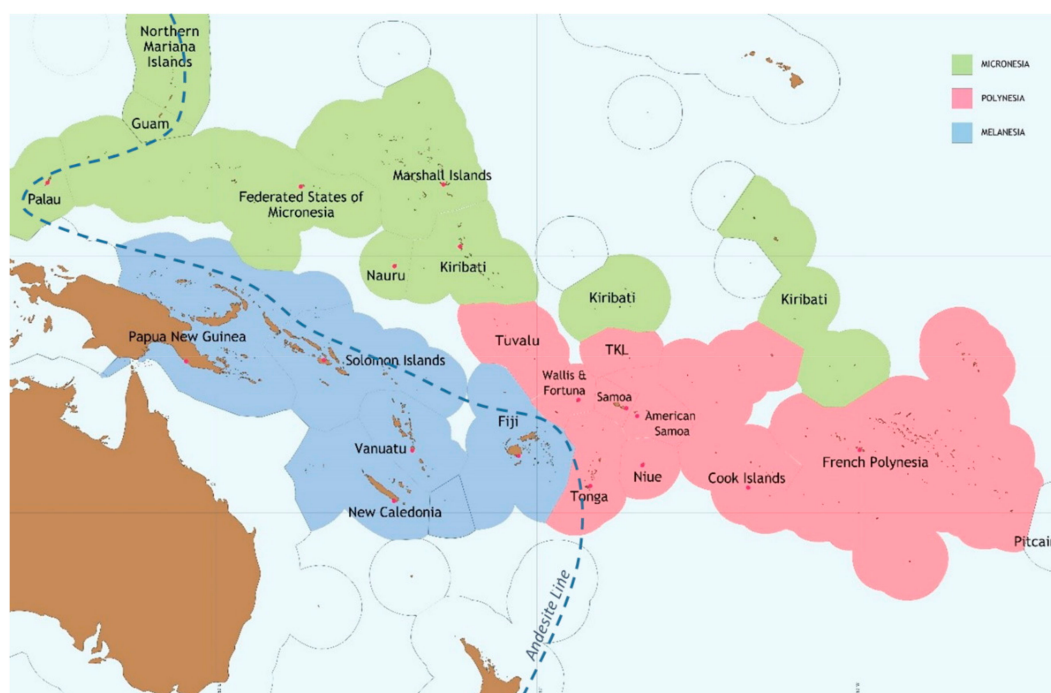 Northern
Mariana
Islands
MICRONESIA
POLYNESIA
MELANESIA
Guam
Marshall Islands
Palau
Federated States of
Micronesia
Nauru
Kiribati
Kiribati
Kiribati
Papua New Guinea
Tuvalu
TKL
Solomon Islands
Wallis &
Fortuna
Samoa
American
Samoa
Fiji
Vanuatu
French Polynesia
Niue
Cook Islands
Tonga
New Caledonia
Pitcair
Andesite Line